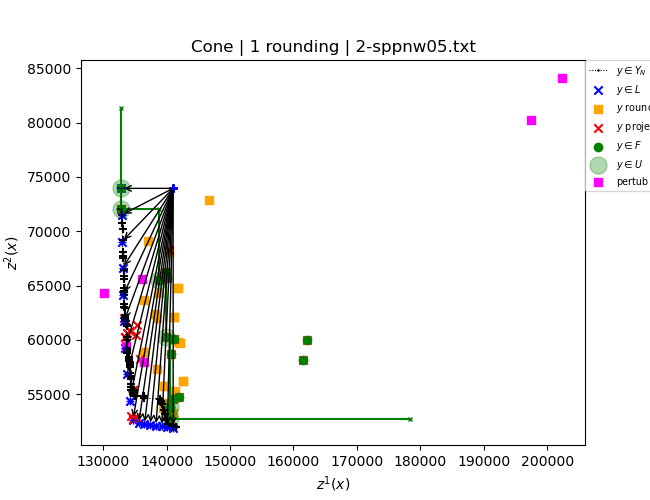 Cone | 1 rounding | 2-sppnw05.txt
85000
80000
75000
70000
65000
60000
55000
z²(x)
130000 140000 150000 160000 170000 180000 190000 200000
z¹(x)
y ∈ Y_N
y ∈ L
y roun
y proje
y ∈ F
y ∈ U
pertub